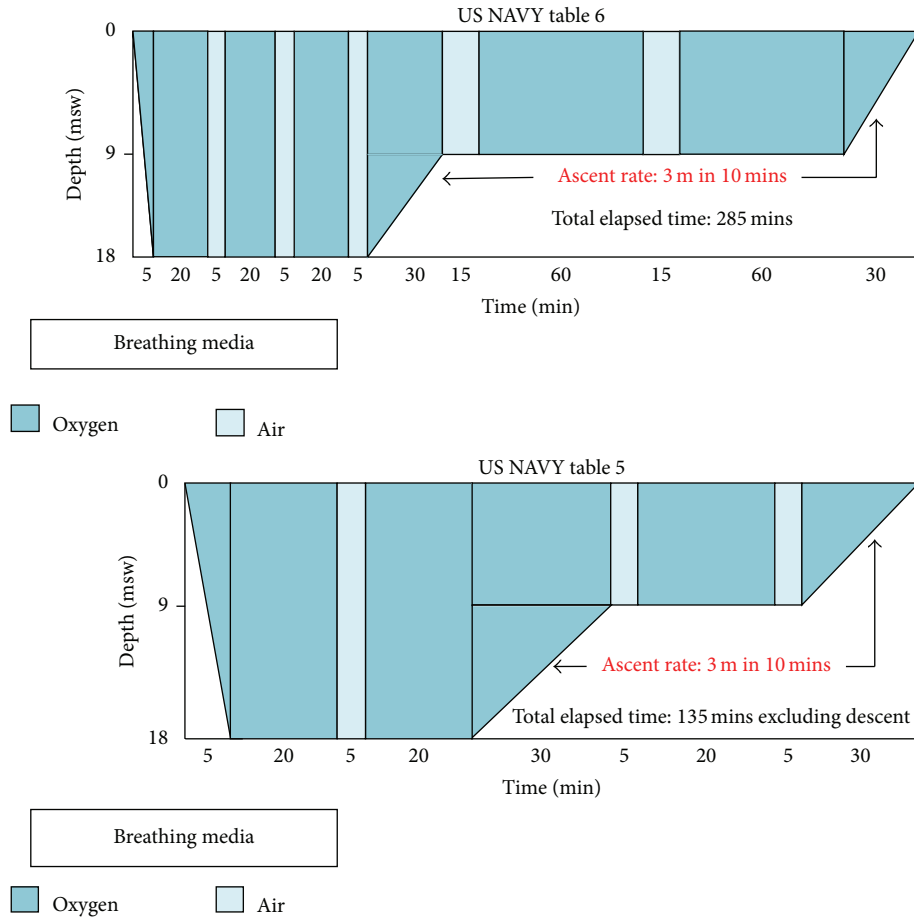 US NAVY table 6
0
9
18
Depth (msw)
Ascent rate: 3 m in 10 mins
Total elapsed time: 285 mins
5 20 5 20 5 20 5 30 15 60 15 60 30
Time (min)
Breathing media
Oxygen Air
US NAVY table 5
0
9
18
Depth (msw)
Ascent rate: 3 m in 10 mins
Total elapsed time: 135 mins excluding descent
5 20 5 20 30 5 20 5 30
Time (min)
Breathing media
Oxygen Air